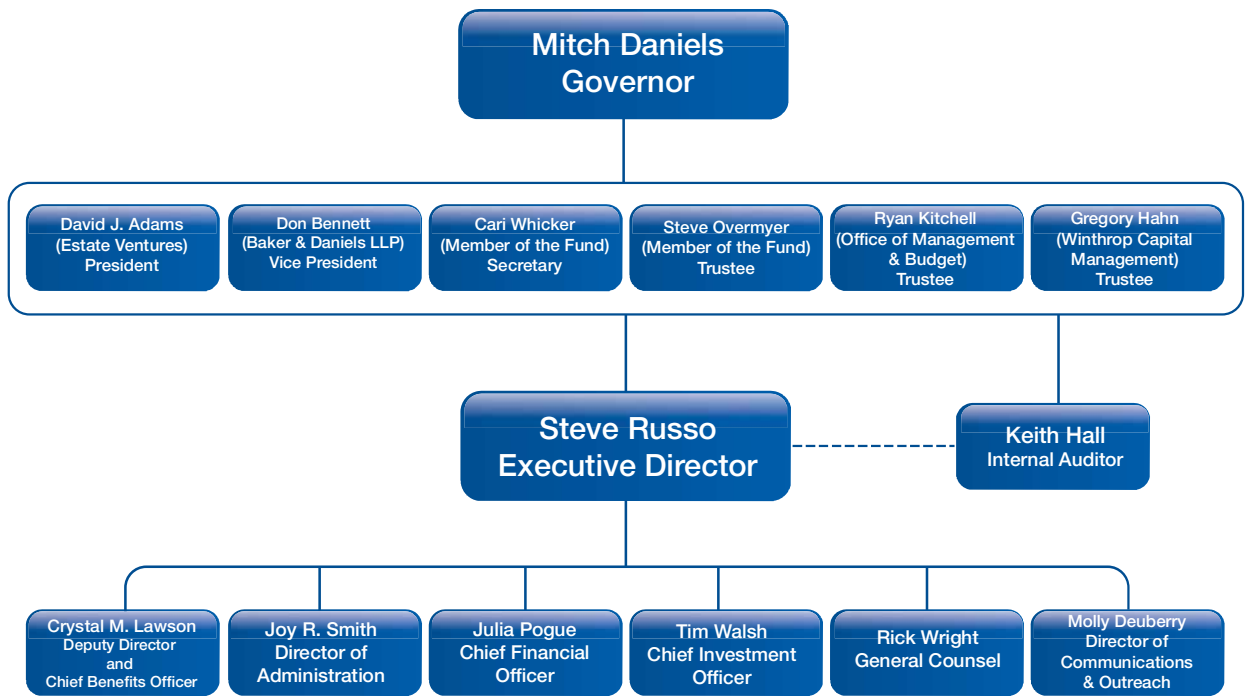 Mitch Daniels
Governor
David J. Adams
(Estate Ventures)
President
Don Bennett
(Baker & Daniels LLP)
Vice President
Cari Whicker
(Member of the Fund)
Secretary
Steve Overmyer
(Member of the Fund)
Trustee
Ryan Kitchell
(Office of Management
& Budget)
Trustee
Gregory Hahn
(Winthrop Capital
Management)
Trustee
Steve Russo
Executive Director
Keith Hall
Internal Auditor
Crystal M. Lawson
Deputy Director
and
Chief Benefits Officer
Joy R. Smith
Director of
Administration
Julia Pogue
Chief Financial
Officer
Tim Walsh
Chief Investment
Officer
Rick Wright
General Counsel
Molly Deuberry
Director of
Communications
& Outreach